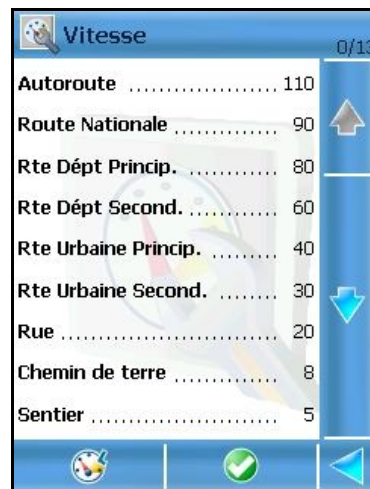 Vitesse
0/13
Autoroute .................... 110
Route Nationale ............. 90
Rte Dépt Princip. ............ 80
Rte Dépt Second. ........... 60
Rte Urbaine Princip. ......... 40
Rte Urbaine Second. ........ 30
Rue ............................. 20
Chemin de terre ............. 8
Sentier ......................... 5